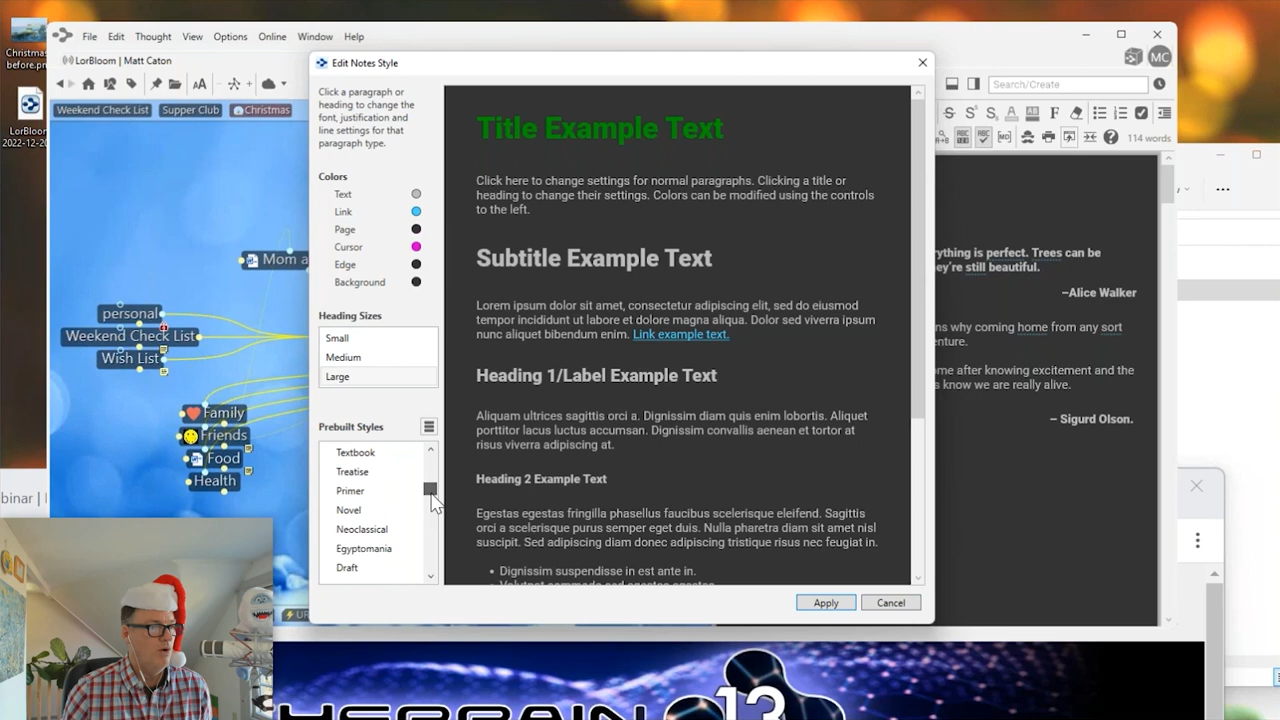 Christmas
before.pn
LorBloom
2022-12-20
File Edit Thought View Options Online Window Help
MC
LorBloom | Matt Caton
AA
Search/Create
Weekend Check List Supper Club Christmas
114 words
Edit Notes Style
Click a paragraph or
heading to change the
font, justification and
line settings for that
paragraph type.
Colors
Text
Link
Page
Cursor
Edge
Background
Heading Sizes
Small
Medium
Large
Prebuilt Styles
Textbook
Treatise
Primer
Novel
Neoclassical
Egyptomania
Draft
Title Example Text
Click here to change settings for normal paragraphs. Clicking a title or
heading to change their settings. Colors can be modified using the controls
to the left.
Subtitle Example Text
Lorem ipsum dolor sit amet, consectetur adipiscing elit, sed do eiusmod
tempor incididunt ut labore et dolore magna aliqua. Dolor sed viverra ipsum
nunc aliquet bibendum enim. Link example text.
Heading 1/Label Example Text
Aliquam ultrices sagittis orci a. Dignissim diam quis enim lobortis. Aliquet
porttitor lacus luctus accumsan. Dignissim convallis aenean et tortor at
risus viverra adipiscing at.
Heading 2 Example Text
Egestas egestas fringilla phasellus faucibus scelerisque eleifend. Sagittis
orci a scelerisque purus semper eget duis. Nulla pharetra diam sit amet nisl
suscipit. Sed adipiscing diam donec adipiscing tristique risus nec feugiat in.
• Dignissim suspendisse in est ante in.
Apply Cancel
Mom a
personal
Weekend Check List
Wish List
Family
Friends
Food
Health
UR
binar |
rything is perfect. Trees can be
ey're still beautiful.
–Alice Walker
ns why coming home from any sort
enture.
me after knowing excitement and the
s know we are really alive.
– Sigurd Olson.
13